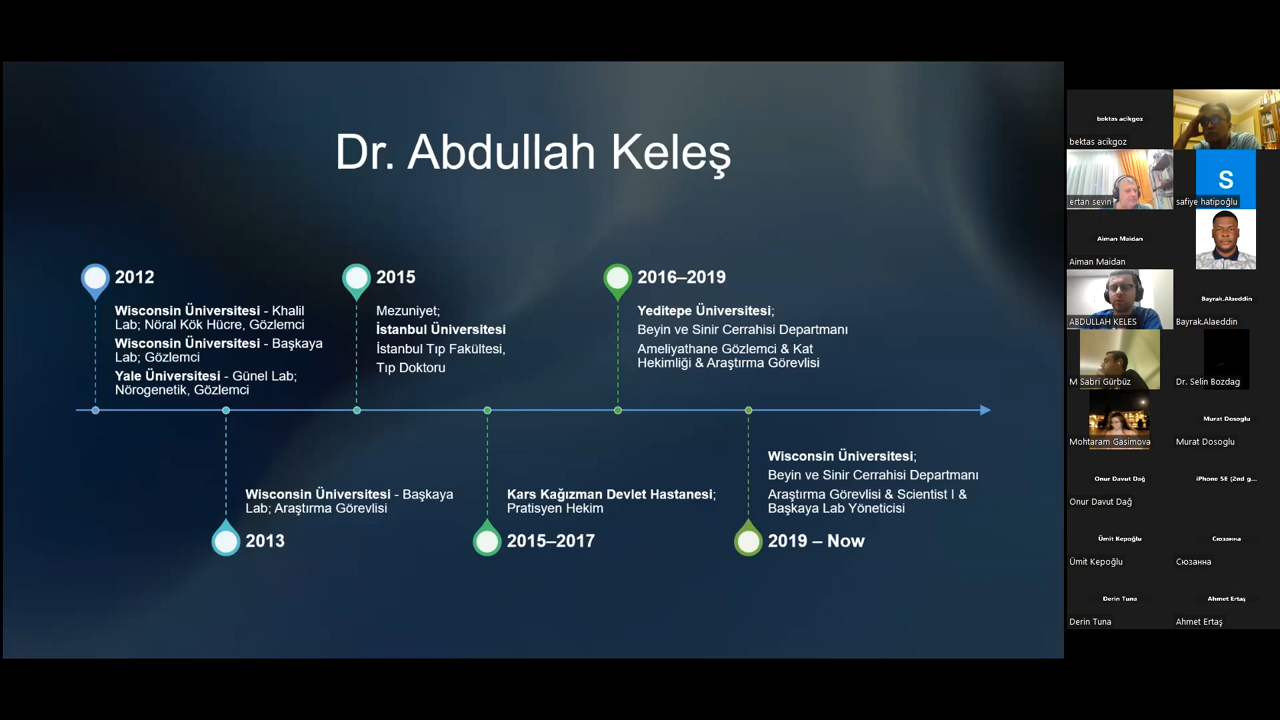 Dr. Abdullah Keleş
2012
Wisconsin Üniversitesi - Khalil
Lab; Nöral Kök Hücre, Gözlemci
Wisconsin Üniversitesi - Başkaya
Lab; Gözlemci
Yale Üniversitesi - Günel Lab;
Nörogenetik, Gözlemci
2015
Mezuniyet;
İstanbul Üniversitesi
İstanbul Tıp Fakültesi,
Tıp Doktoru
2016–2019
Yeditepe Üniversitesi;
Beyin ve Sinir Cerrahisi Departmanı
Ameliyathane Gözlemci & Kat
Hekimliği & Araştırma Görevlisi
Wisconsin Üniversitesi - Başkaya
Lab; Araştırma Görevlisi
2013
Kars Kağızman Devlet Hastanesi;
Pratisyen Hekim
2015–2017
Wisconsin Üniversitesi;
Beyin ve Sinir Cerrahisi Departmanı
Araştırma Görevlisi & Scientist I &
Başkaya Lab Yöneticisi
2019 – Now
bektas acikgoz
bektas acikgoz
ertan sevin
S
safiye hatipoğlu
Aiman Maidan
Aiman Maidan
ABDULLAH KELES
Bayrak.Alaeddin
Bayrak.Alaeddin
M Sabri Gürbüz
Dr. Selin Bozdag
Mohtaram Gasimova
Murat Dosoglu
Murat Dosoglu
Onur Davut Dağ
Onur Davut Dağ
iPhone SE (2nd g...
Ümit Kepoğlu
Ümit Kepoğlu
Сюзанна
Сюзанна
Derin Tuna
Derin Tuna
Ahmet Ertaş
Ahmet Ertaş